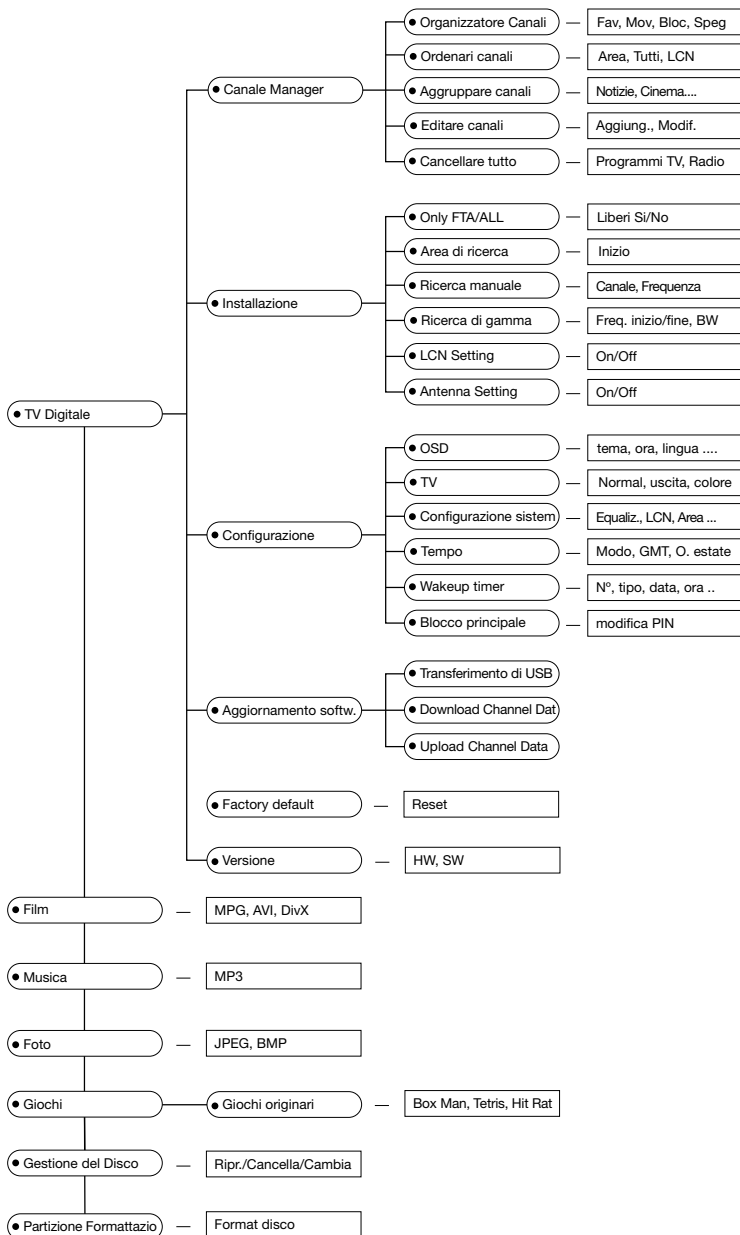 ● Organizzatore Canali — Fav, Mov, Bloc, Speg
● Ordenari canali — Area, Tutti, LCN
● Canale Manager
● Aggruppare canali — Notizie, Cinema....
● Editare canali — Aggiung., Modif.
● Cancellare tutto — Programmi TV, Radio
● Only FTA/ALL — Liberi Si/No
● Area di ricerca — Inizio
● Ricerca manuale — Canale, Frequenza
● Installazione
● Ricerca di gamma — Freq. inizio/fine, BW
● LCN Setting — On/Off
● Antenna Setting — On/Off
● TV Digitale
● OSD — tema, ora, lingua ....
● TV — Normal, uscita, colore
● Configurazione sistem — Equaliz., LCN, Area ...
● Configurazione
● Tempo — Modo, GMT, O. estate
● Wakeup timer — Nº, tipo, data, ora ..
● Blocco principale — modifica PIN
● Transferimento di USB
● Aggiornamento softw.
● Download Channel Dat
● Upload Channel Data
● Factory default — Reset
● Versione — HW, SW
● Film — MPG, AVI, DivX
● Musica — MP3
● Foto — JPEG, BMP
● Giochi
● Giochi originari — Box Man, Tetris, Hit Rat
● Gestione del Disco — Ripr./Cancella/Cambia
● Partizione Formattazio — Format disco